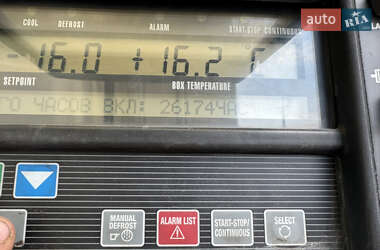 auto RIA
COOL DEFROST ALARM START-STOP CONTINUOUS
-16.0 +16.2 °C
SETPOINT BOX TEMPERATURE
ГО ЧАСОВ ВКЛ: 26174ЧАС
MANUAL DEFROST
ALARM LIST
START-STOP/ CONTINUOUS
SELECT